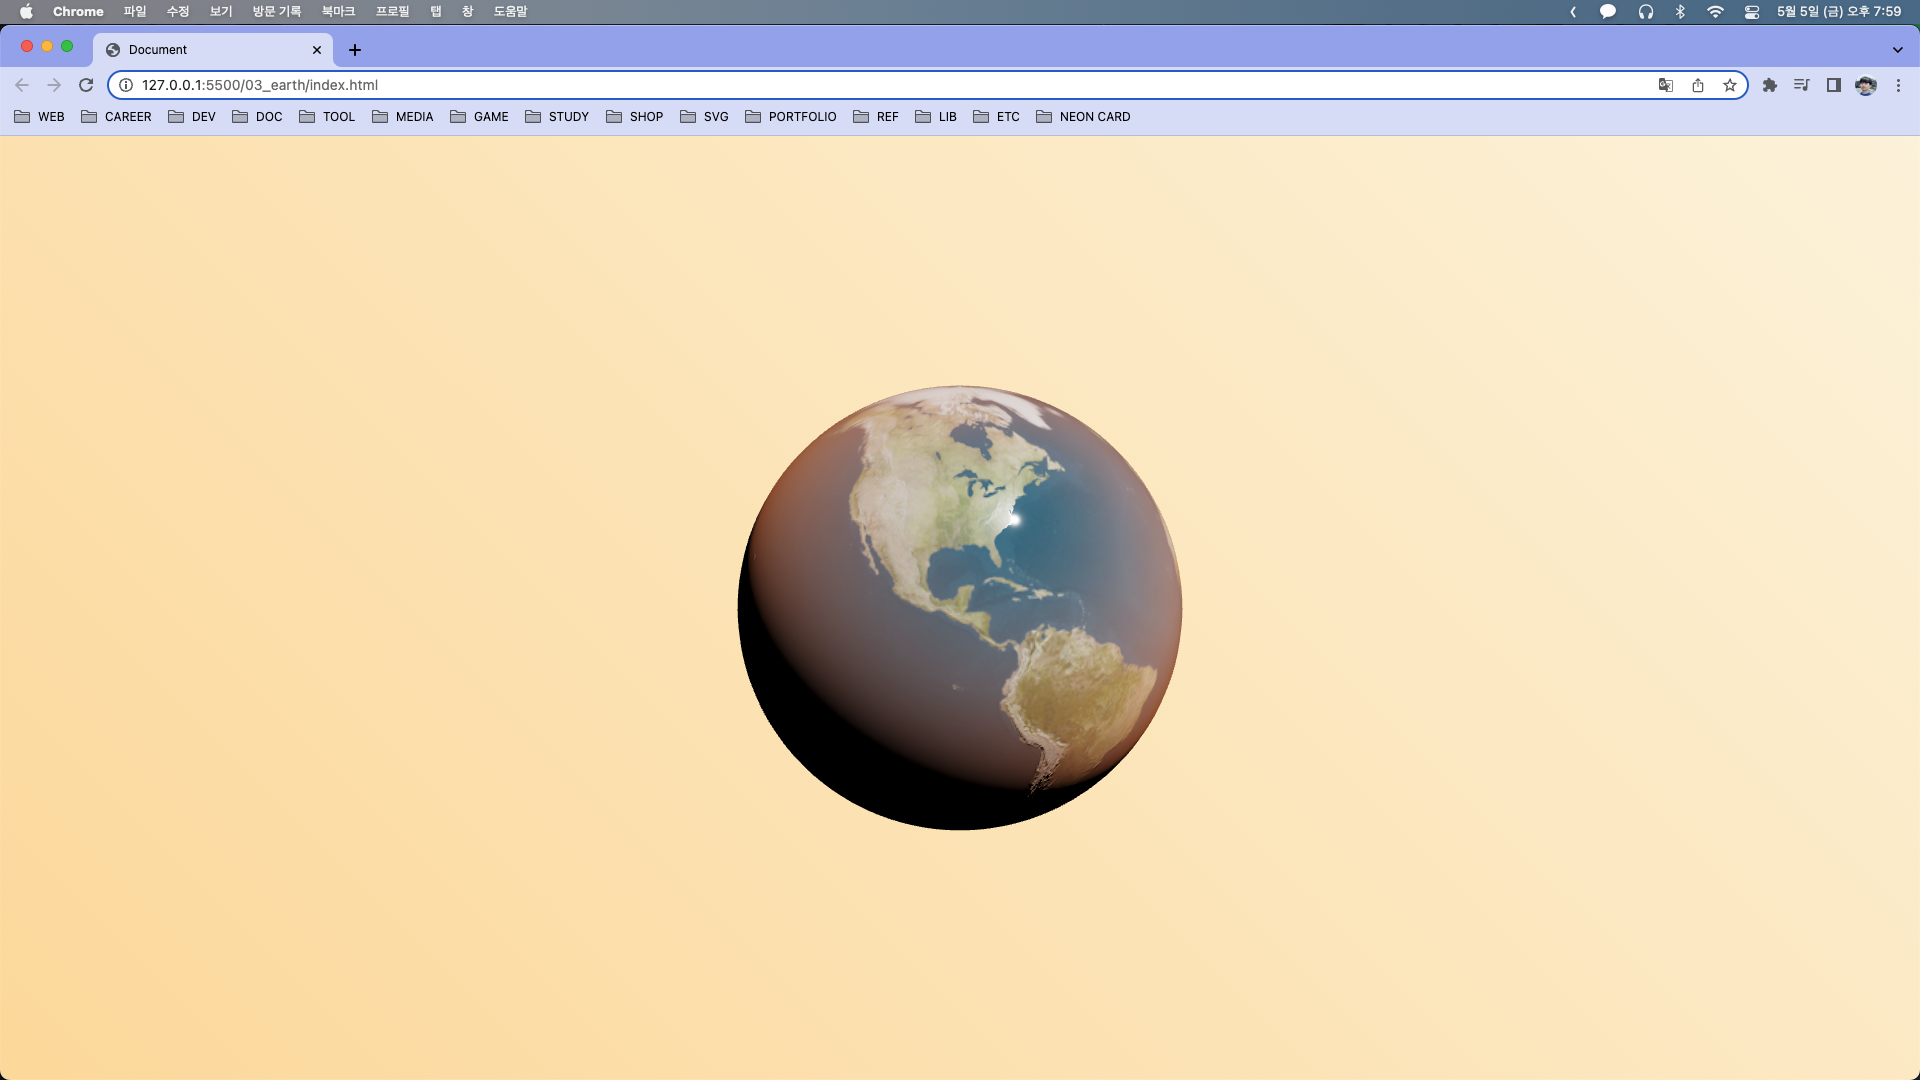 Chrome 파일 수정 보기 방문 기록 북마크 프로필 탭 창 도움말 5월 5일 (금) 오후 7:59
Document
127.0.0.1:5500/03_earth/index.html
WEB CAREER DEV DOC TOOL MEDIA GAME STUDY SHOP SVG PORTFOLIO REF LIB ETC NEON CARD